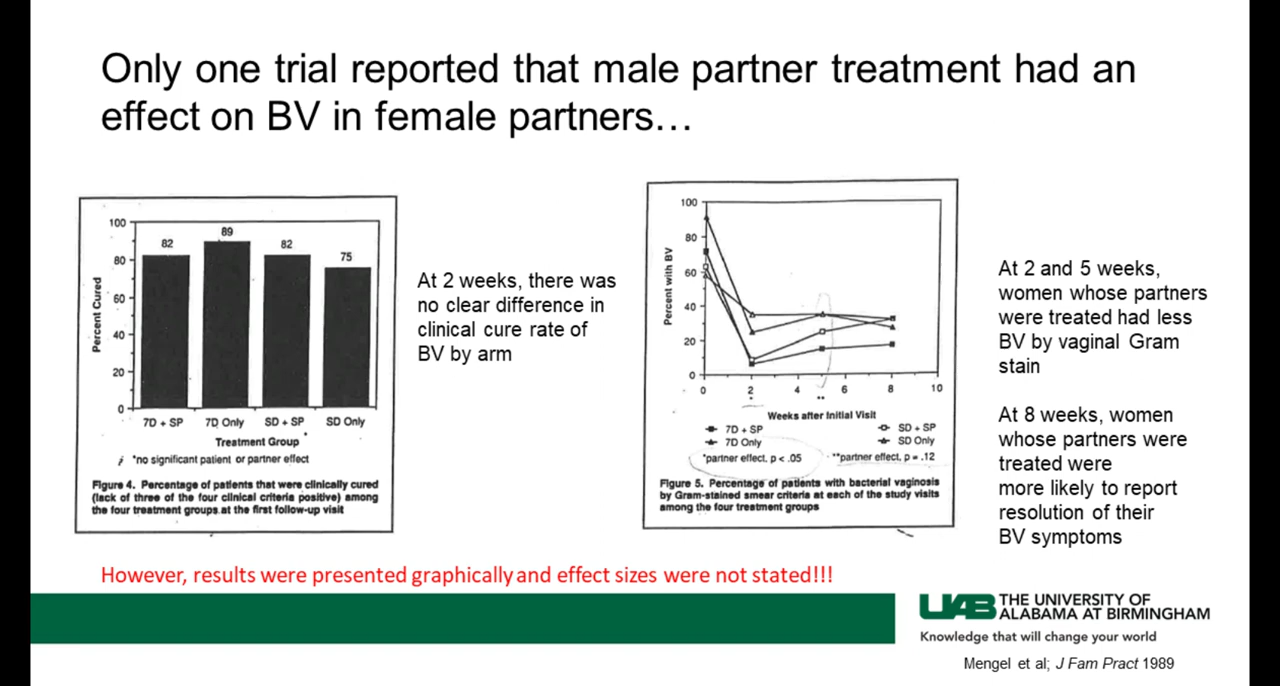 Only one trial reported that male partner treatment had an
effect on BV in female partners…
100
80
60
40
20
0
Percent Cured
82
89
82
75
7D + SP
7D Only
SD + SP
SD Only
Treatment Group
*no significant patient or partner effect
Figure 4. Percentage of patients that were clinically cured
(lack of three of the four clinical criteria positive) among
the four treatment groups at the first follow-up visit
At 2 weeks, there was
no clear difference in
clinical cure rate of
BV by arm
100
80
60
40
20
0
Percent with BV
0
2
4
6
8
10
*
**
Weeks after Initial Visit
7D + SP
SD + SP
7D Only
SD Only
*partner effect, p < .05
**partner effect, p = .12
Figure 5. Percentage of patients with bacterial vaginosis
by Gram-stained smear criteria at each of the study visits
among the four treatment groups
At 2 and 5 weeks,
women whose partners
were treated had less
BV by vaginal Gram
stain
At 8 weeks, women
whose partners were
treated were
more likely to report
resolution of their
BV symptoms
However, results were presented graphically and effect sizes were not stated!!!
UAB THE UNIVERSITY OF
ALABAMA AT BIRMINGHAM
Knowledge that will change your world
Mengel et al; J Fam Pract 1989